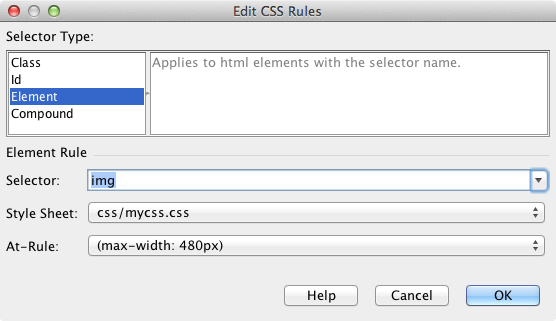 Edit CSS Rules
Selector Type:
Class
Id
Element
Compound
Applies to html elements with the selector name.
Element Rule
Selector: img
Style Sheet: css/mycss.css
At-Rule: (max-width: 480px)
Help Cancel OK